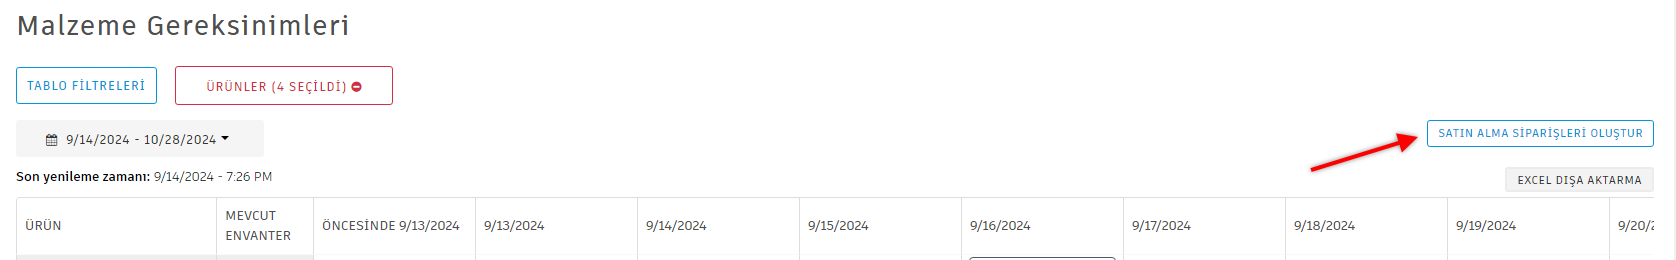 Malzeme Gereksinimleri
TABLO FİLTRELERİ
ÜRÜNLER (4 SEÇİLDİ)
9/14/2024 - 10/28/2024
SATIN ALMA SİPARİŞLERİ OLUŞTUR
Son yenileme zamanı: 9/14/2024 - 7:26 PM
EXCEL DIŞA AKTARMA
ÜRÜN
MEVCUT
ENVANTER
ÖNCESİNDE 9/13/2024
9/13/2024
9/14/2024
9/15/2024
9/16/2024
9/17/2024
9/18/2024
9/19/2024
9/20/2